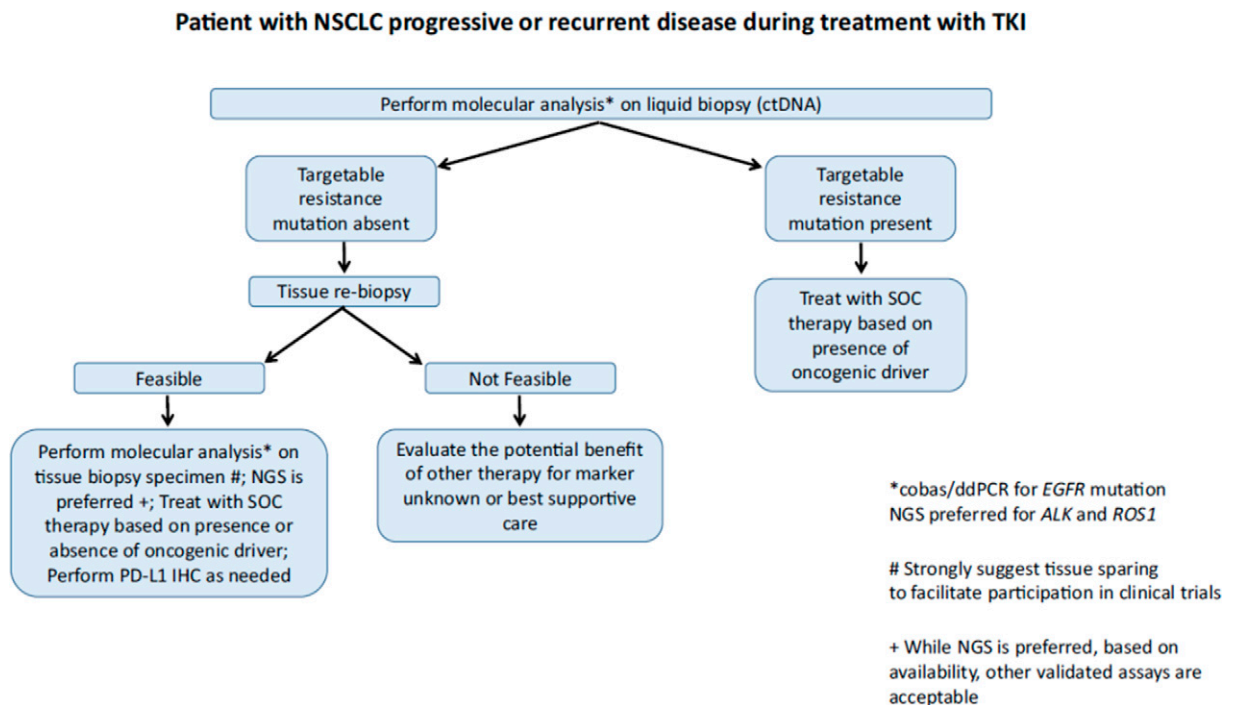 Patient with NSCLC progressive or recurrent disease during treatment with TKI
Perform molecular analysis* on liquid biopsy (ctDNA)
Targetable
resistance
mutation absent
Targetable
resistance
mutation present
Tissue re-biopsy
Treat with SOC
therapy based on
presence of
oncogenic driver
Feasible
Not Feasible
Perform molecular analysis* on
tissue biopsy specimen #; NGS is
preferred +; Treat with SOC
therapy based on presence or
absence of oncogenic driver;
Perform PD-L1 IHC as needed
Evaluate the potential benefit
of other therapy for marker
unknown or best supportive
care
*cobas/ddPCR for EGFR mutation
NGS preferred for ALK and ROS1
# Strongly suggest tissue sparing
to facilitate participation in clinical trials
+ While NGS is preferred, based on
availability, other validated assays are
acceptable